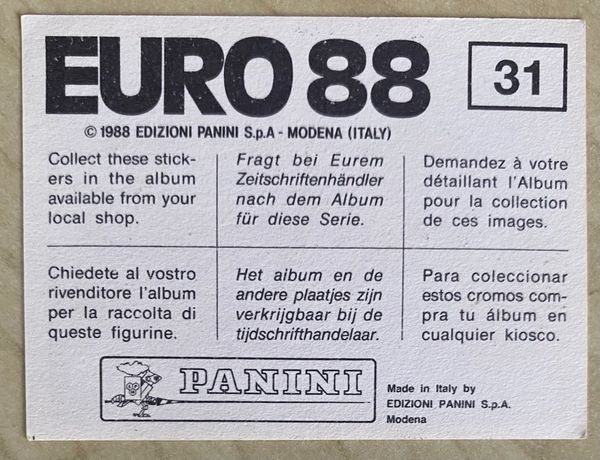 EURO 88
31
© 1988 EDIZIONI PANINI S.p.A - MODENA (ITALY)
Collect these stick-
ers in the album
available from your
local shop.
Fragt bei Eurem
Zeitschriftenhändler
nach dem Album
für diese Serie.
Demandez à votre
détaillant l'Album
pour la collection
de ces images.
Chiedete al vostro
rivenditore l'album
per la raccolta di
queste figurine.
Het aibum en de
andere plaatjes zijn
verkrijgbaar bij de
tijdschrifthandelaar.
Para coleccionar
estos cromos com-
pra tu álbum en
cualquier kiosco.
PANINI
Made in Italy by
EDIZIONI PANINI S.p.A.
Modena